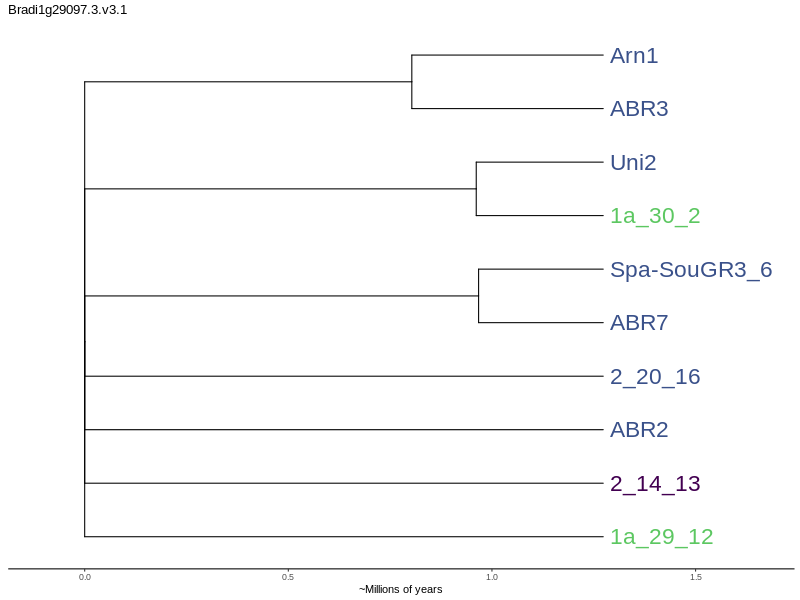 Bradi1g29097.3.v3.1
Arn1
ABR3
Uni2
1a_30_2
Spa-SouGR3_6
ABR7
2_20_16
ABR2
2_14_13
1a_29_12
0.0 0.5 1.0 1.5
~Millions of years